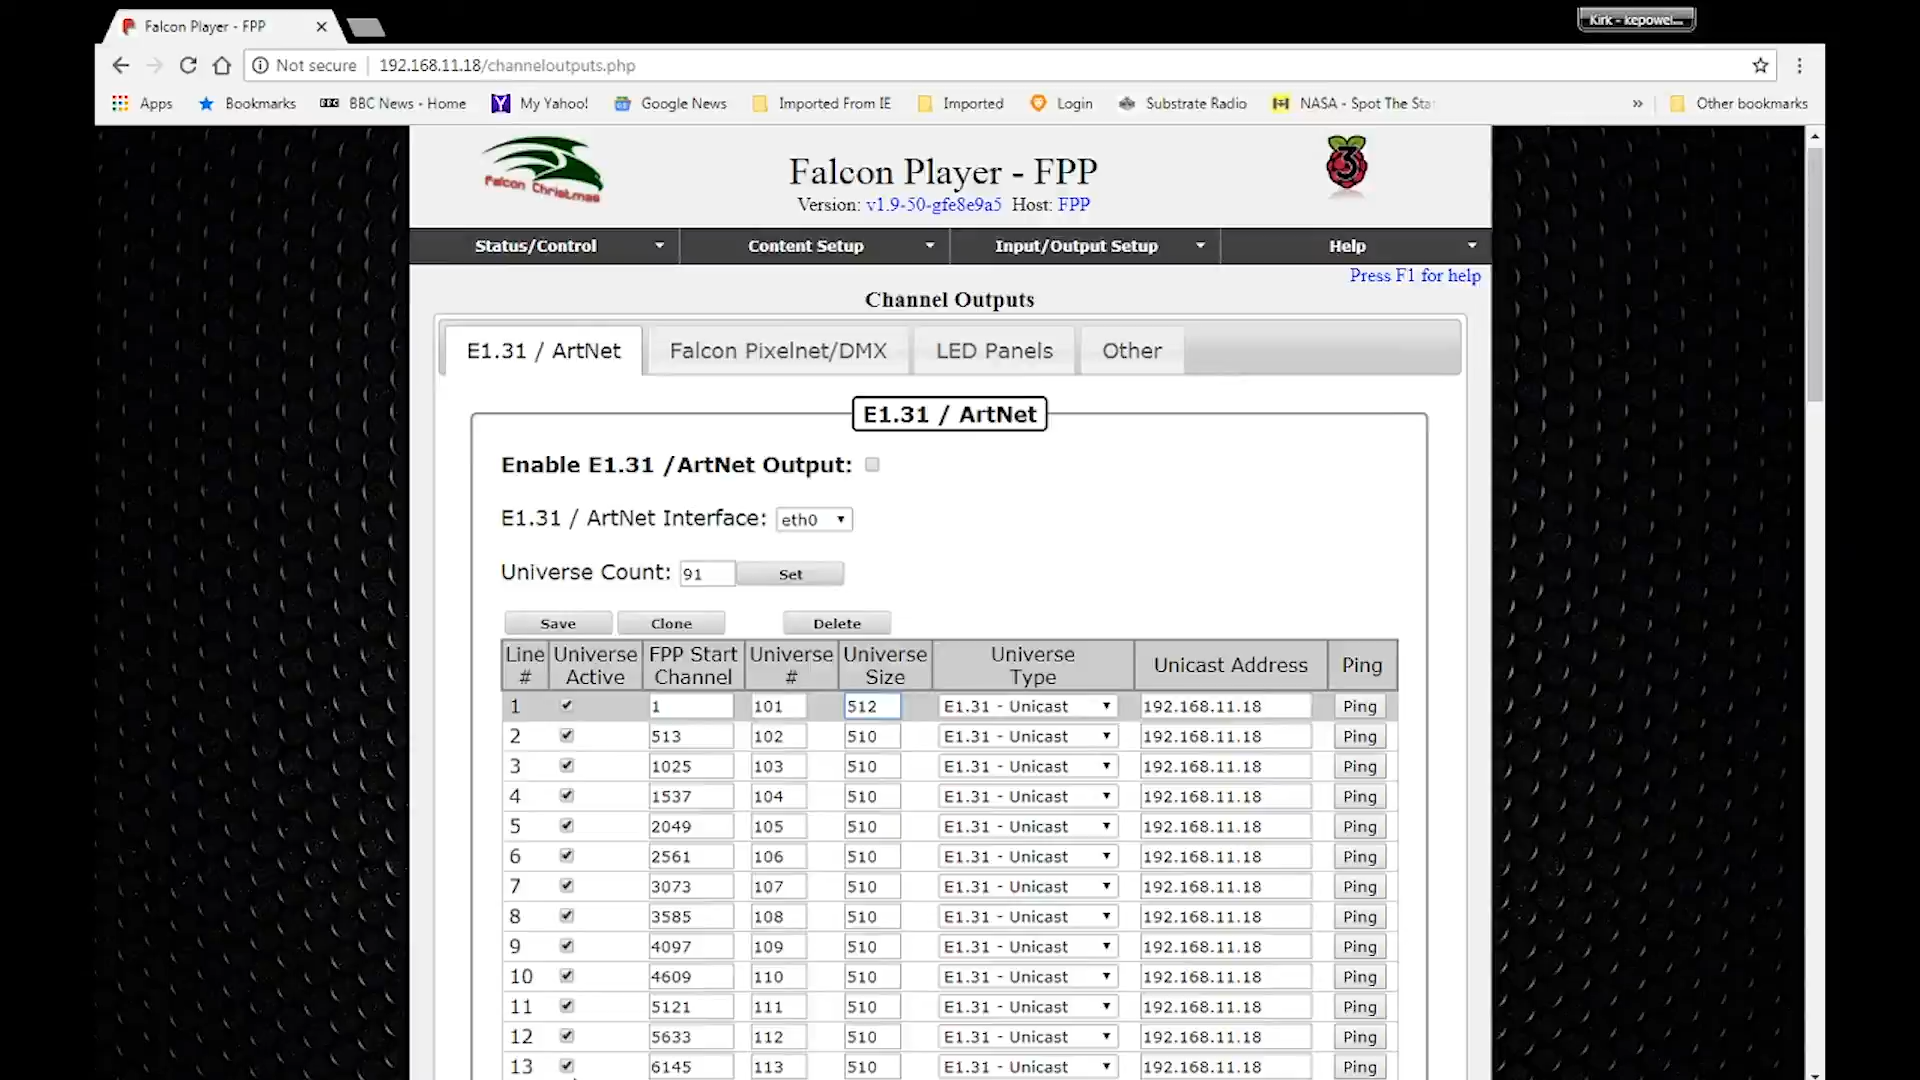 Falcon Player - FPP
Kirk - kepowel...
Not secure 192.168.11.18/channeloutputs.php
Apps Bookmarks BBC News - Home My Yahoo! Google News Imported From IE Imported Login Substrate Radio NASA - Spot The Sta » Other bookmarks
Falcon Christmas
Falcon Player - FPP
3
Version: v1.9-50-gfe8e9a5 Host: FPP
Status/Control Content Setup Input/Output Setup Help
Press F1 for help
Channel Outputs
E1.31 / ArtNet Falcon Pixelnet/DMX LED Panels Other
E1.31 / ArtNet
Enable E1.31 /ArtNet Output:
E1.31 / ArtNet Interface: eth0
Universe Count: 91 Set
Save Clone Delete
Line # Universe Active FPP Start Channel Universe # Universe Size Universe Type Unicast Address Ping
1 1 101 512 E1.31 - Unicast 192.168.11.18 Ping
2 513 102 510 E1.31 - Unicast 192.168.11.18 Ping
3 1025 103 510 E1.31 - Unicast 192.168.11.18 Ping
4 1537 104 510 E1.31 - Unicast 192.168.11.18 Ping
5 2049 105 510 E1.31 - Unicast 192.168.11.18 Ping
6 2561 106 510 E1.31 - Unicast 192.168.11.18 Ping
7 3073 107 510 E1.31 - Unicast 192.168.11.18 Ping
8 3585 108 510 E1.31 - Unicast 192.168.11.18 Ping
9 4097 109 510 E1.31 - Unicast 192.168.11.18 Ping
10 4609 110 510 E1.31 - Unicast 192.168.11.18 Ping
11 5121 111 510 E1.31 - Unicast 192.168.11.18 Ping
12 5633 112 510 E1.31 - Unicast 192.168.11.18 Ping
13 6145 113 510 E1.31 - Unicast 192.168.11.18 Ping